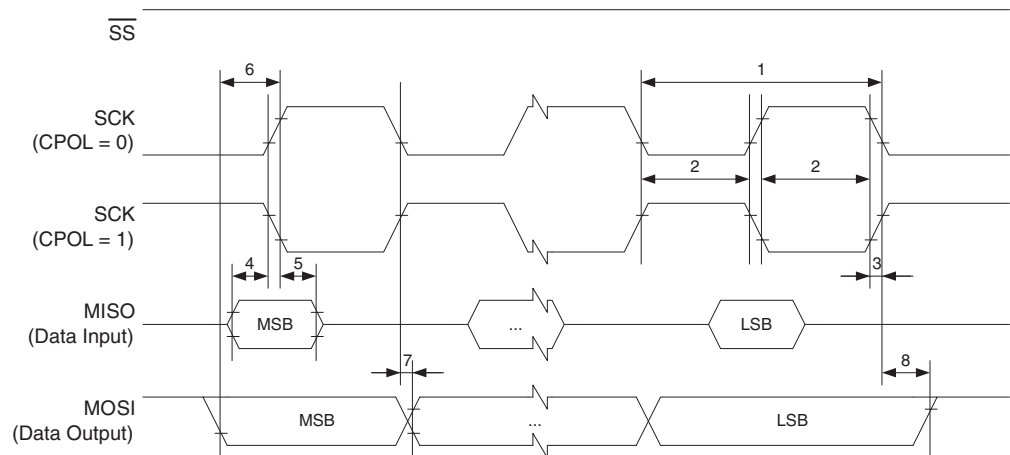 SS
6
1
SCK
(CPOL = 0)
2
2
SCK
(CPOL = 1)
4
5
3
MISO
(Data Input)
MSB
...
LSB
7
8
MOSI
(Data Output)
MSB
...
LSB